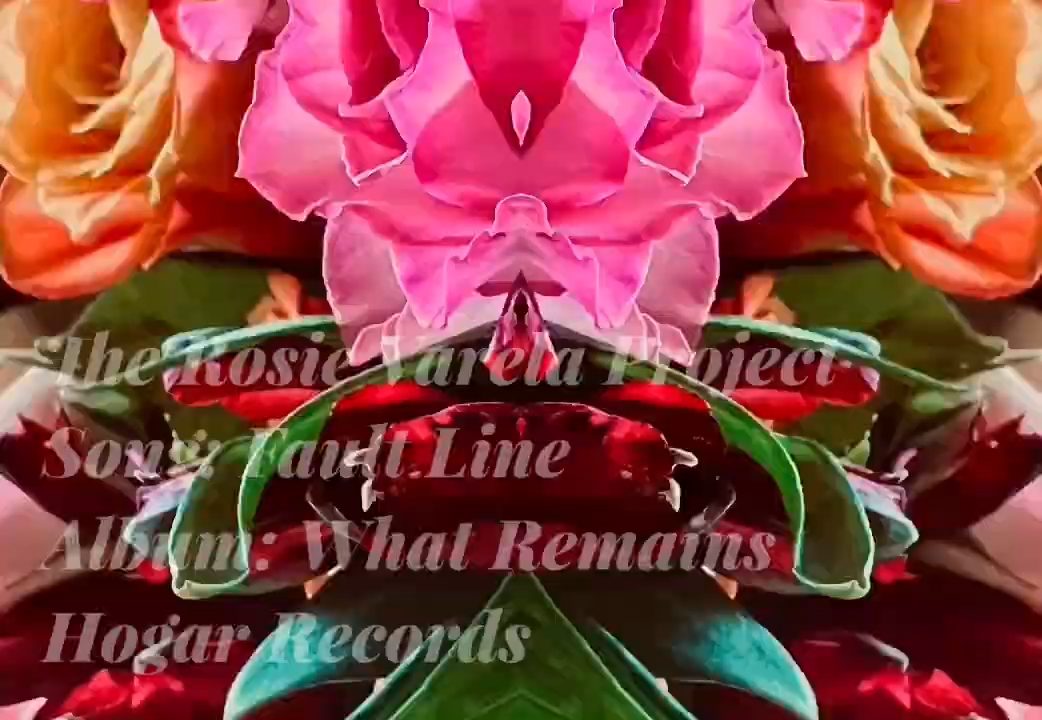 The Rosie Varela Project
Song: Fault Line
Album: What Remains
Hogar Records